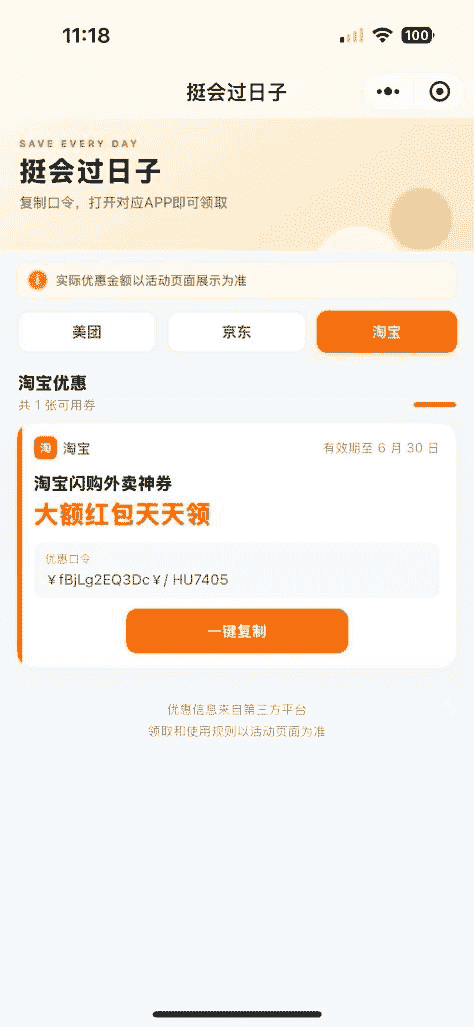 11:18
100
挺会过日子
SAVE EVERY DAY
挺会过日子
复制口令，打开对应APP即可领取
实际优惠金额以活动页面展示为准
美团
京东
淘宝
淘宝优惠
共 1 张可用券
淘 淘宝
有效期至 6 月 30 日
淘宝闪购外卖神券
大额红包天天领
优惠口令
￥fBjLg2EQ3Dc￥/ HU7405
一键复制
优惠信息来自第三方平台
领取和使用规则以活动页面为准